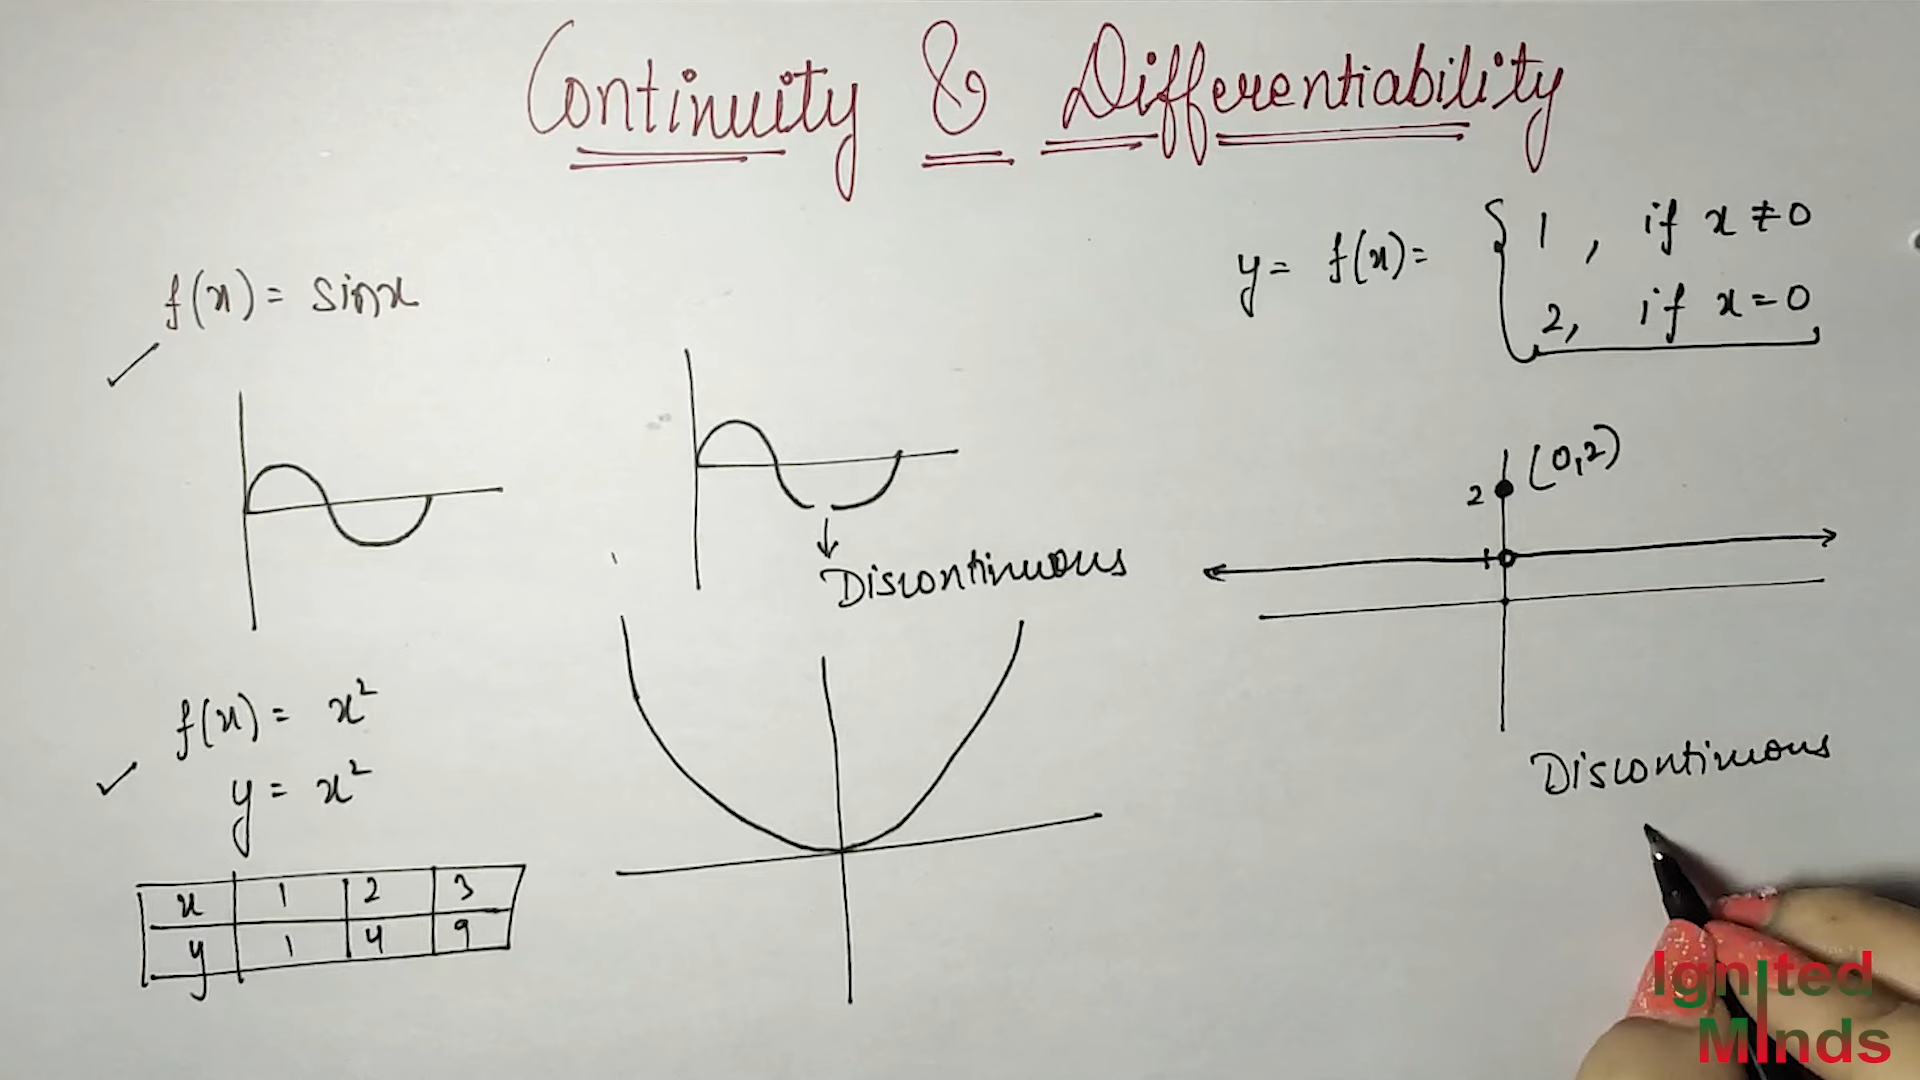 Continuity & Differentiability
f(x) = sinx
y = f(x) = { 1, if x ≠ 0
2, if x = 0
Discontinuous
2 (0,2)
1
Discontinuous
f(x) = x²
y = x²
x 1 2 3
y 1 4 9
Ignited
Minds